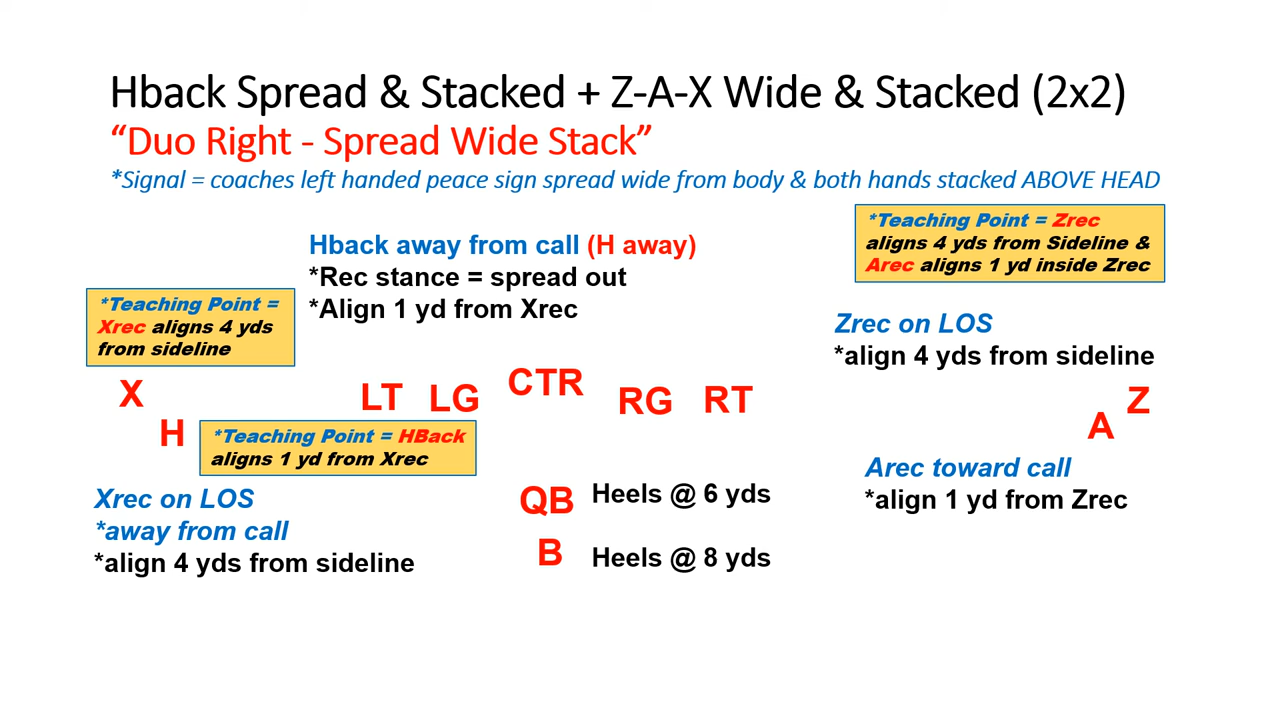 Hback Spread & Stacked + Z-A-X Wide & Stacked (2x2)
“Duo Right - Spread Wide Stack”
*Signal = coaches left handed peace sign spread wide from body & both hands stacked ABOVE HEAD
*Teaching Point = Zrec
aligns 4 yds from Sideline &
Arec aligns 1 yd inside Zrec
Hback away from call (H away)
*Rec stance = spread out
*Align 1 yd from Xrec
*Teaching Point =
Xrec aligns 4 yds
from sideline
Zrec on LOS
*align 4 yds from sideline
X
H
LT LG CTR RG RT
A
Z
*Teaching Point = HBack
aligns 1 yd from Xrec
Xrec on LOS
*away from call
*align 4 yds from sideline
QB Heels @ 6 yds
B Heels @ 8 yds
Arec toward call
*align 1 yd from Zrec